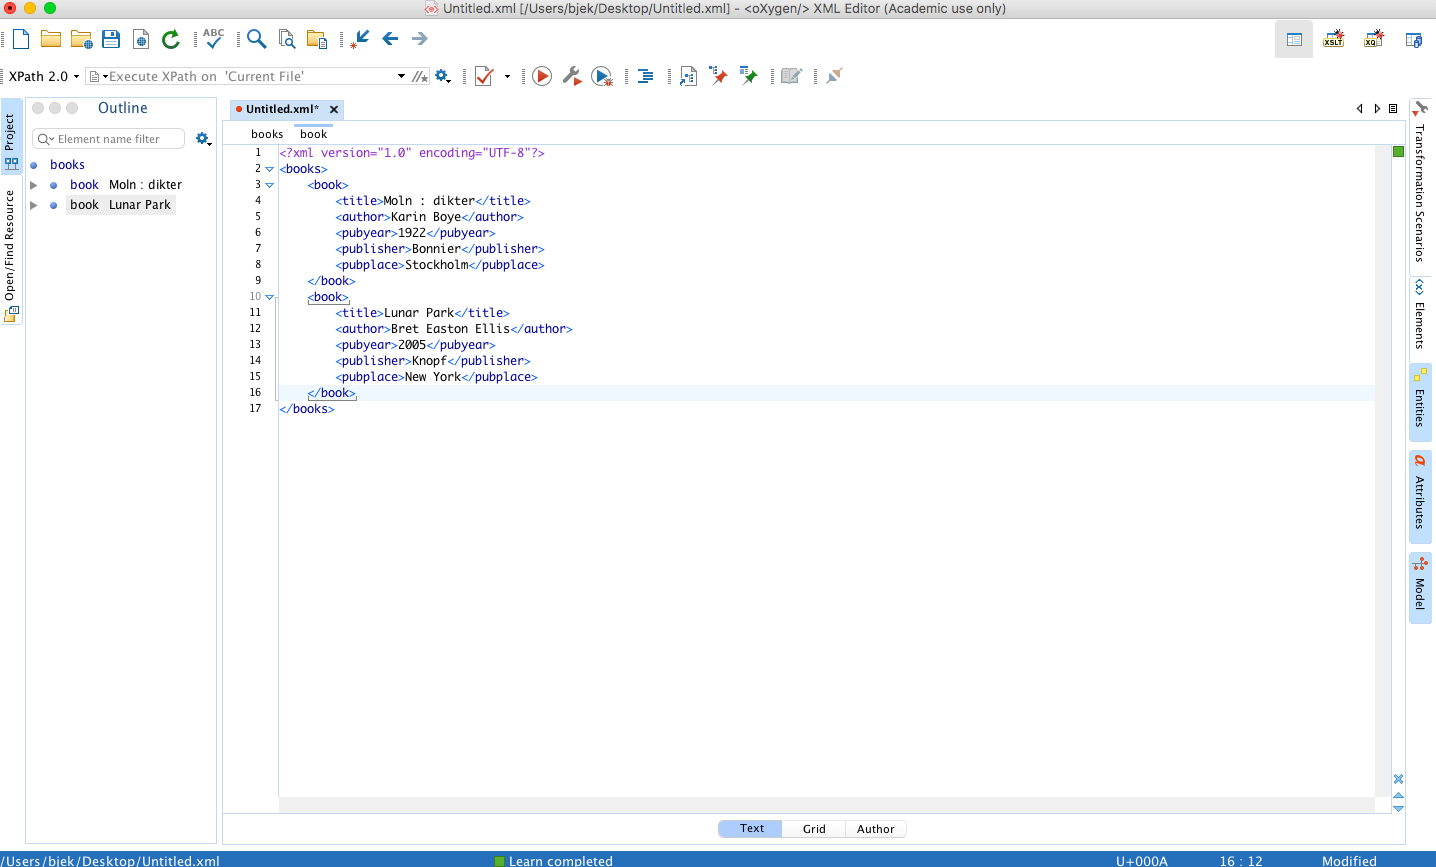 Untitled.xml [/Users/bjek/Desktop/Untitled.xml] - <oXygen/> XML Editor (Academic use only)
ABC
XSLT
XQ
XPath 2.0
Execute XPath on 'Current File'
Project
Open/Find Resource
Outline
Element name filter
books
book Moln : dikter
book Lunar Park
Untitled.xml*
books book
1 <?xml version="1.0" encoding="UTF-8"?>
2 <books>
3 <book>
4 <title>Moln : dikter</title>
5 <author>Karin Boye</author>
6 <pubyear>1922</pubyear>
7 <publisher>Bonnier</publisher>
8 <pubplace>Stockholm</pubplace>
9 </book>
10 <book>
11 <title>Lunar Park</title>
12 <author>Bret Easton Ellis</author>
13 <pubyear>2005</pubyear>
14 <publisher>Knopf</publisher>
15 <pubplace>New York</pubplace>
16 </book>
17 </books>
Transformation Scenarios
Elements
Entities
Attributes
Model
Text Grid Author
/Users/bjek/Desktop/Untitled.xml Learn completed U+000A 16 : 12 Modified